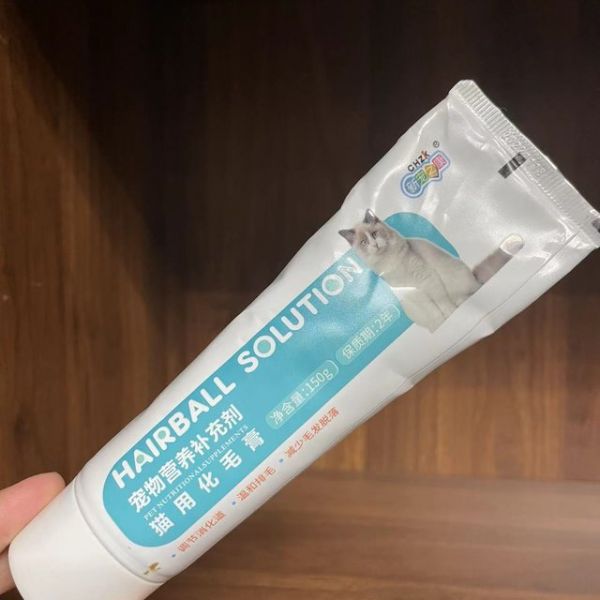 CHZK ®
HAIRBALL SOLUTION
宠物营养补充剂
PET NUTRITIONALSUPPLEMENTS
猫用化毛膏
净含量:150g
保质期:2年
·调节消化道 ·温和排毛 ·减少毛发脱落